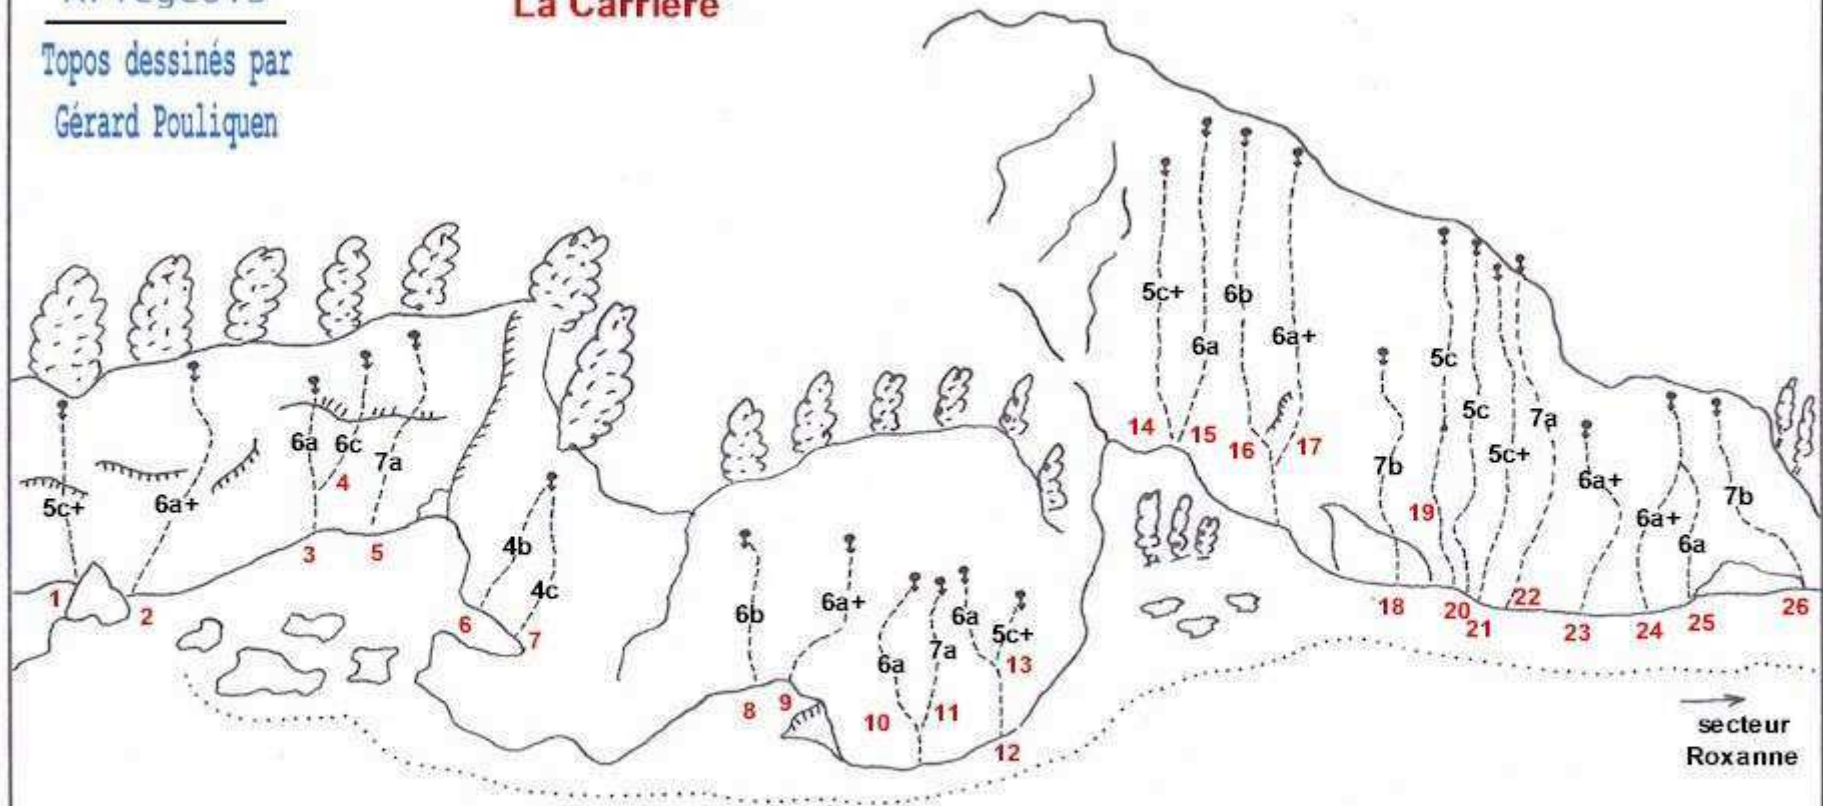 La Carrière
Topos dessinés par
Gérard Pouliquen
5c+
6a+
6a
6c
4
7a
1
2
3
5
4b
4c
6
7
6b
6a+
6a
7a
6a
5c+
13
8
9
10
11
12
5c+
6a
6b
6a+
14
15
16
17
7b
5c
5c
5c+
7a
6a+
6a+
6a
7b
19
18
20
21
22
23
24
25
26
secteur
Roxanne